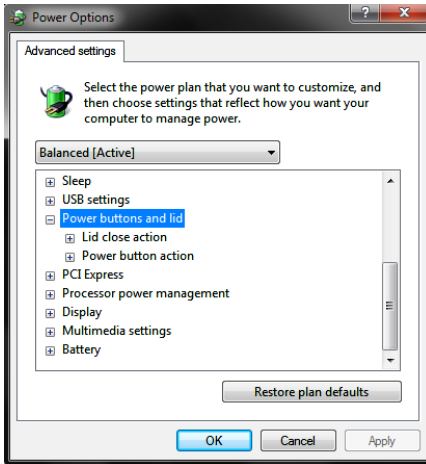 Power Options
Advanced settings
Select the power plan that you want to customize, and
then choose settings that reflect how you want your
computer to manage power.
Balanced [Active]
Sleep
USB settings
Power buttons and lid
Lid close action
Power button action
PCI Express
Processor power management
Display
Multimedia settings
Battery
Restore plan defaults
OK Cancel Apply